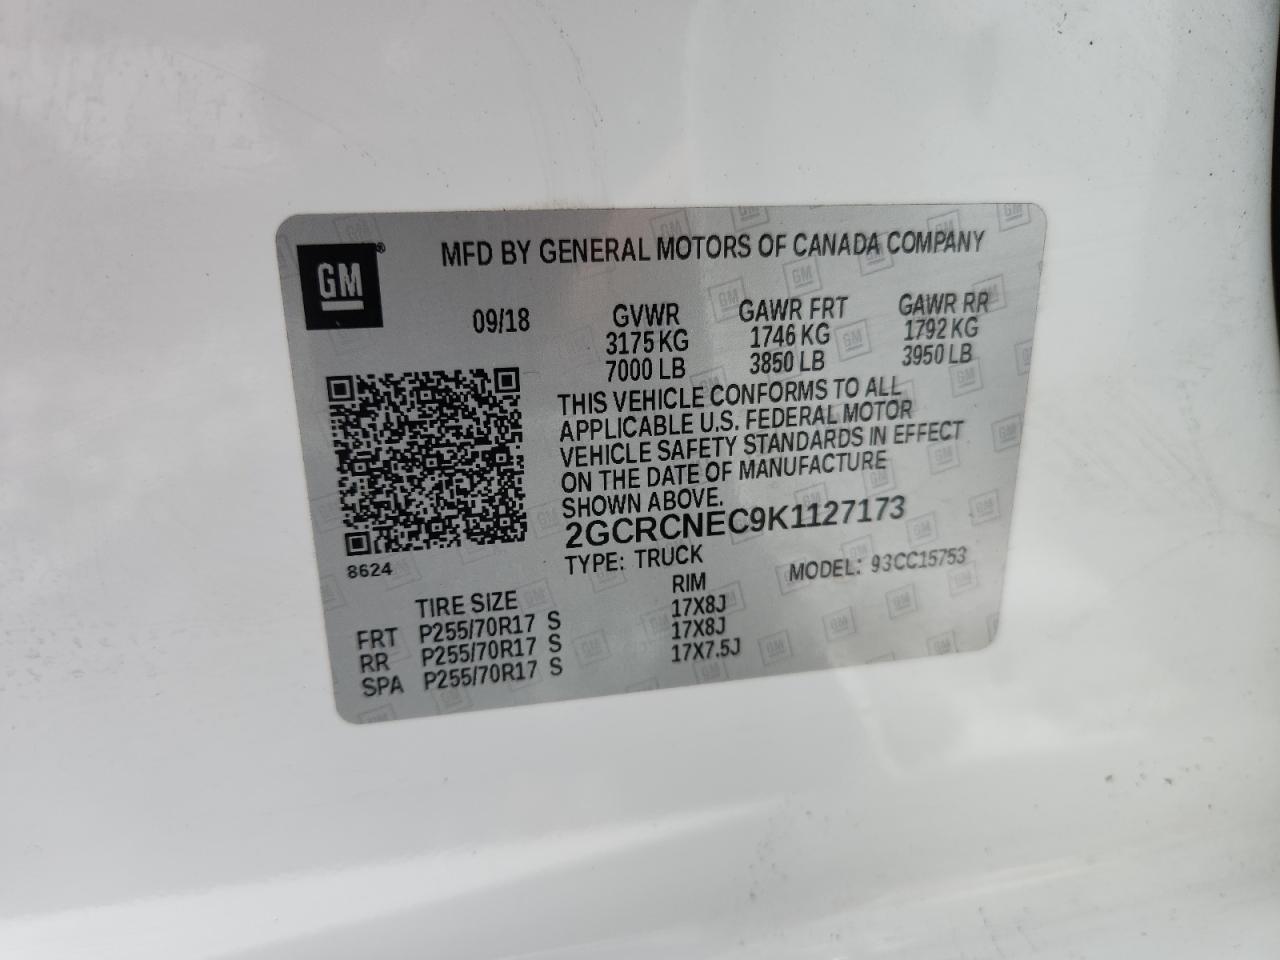 GM®
MFD BY GENERAL MOTORS OF CANADA COMPANY
09/18 GVWR GAWR FRT GAWR RR
3175 KG 1746 KG 1792 KG
7000 LB 3850 LB 3950 LB
THIS VEHICLE CONFORMS TO ALL
APPLICABLE U.S. FEDERAL MOTOR
VEHICLE SAFETY STANDARDS IN EFFECT
ON THE DATE OF MANUFACTURE
SHOWN ABOVE.
2GCRCNEC9K1127173
8624
TYPE: TRUCK MODEL: 93CC15753
TIRE SIZE RIM
FRT P255/70R17 S 17X8J
RR P255/70R17 S 17X8J
SPA P255/70R17 S 17X7.5J